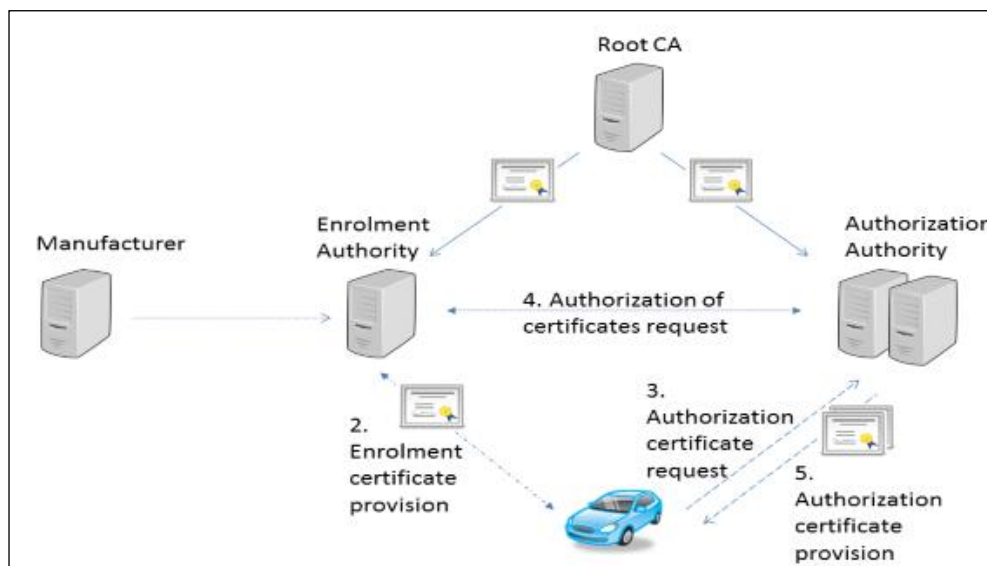 Root CA
Enrolment
Authority
Manufacturer
Authorization
Authority
4. Authorization of
certificates request
2.
Enrolment
certificate
provision
3.
Authorization
certificate
request
5.
Authorization
certificate
provision